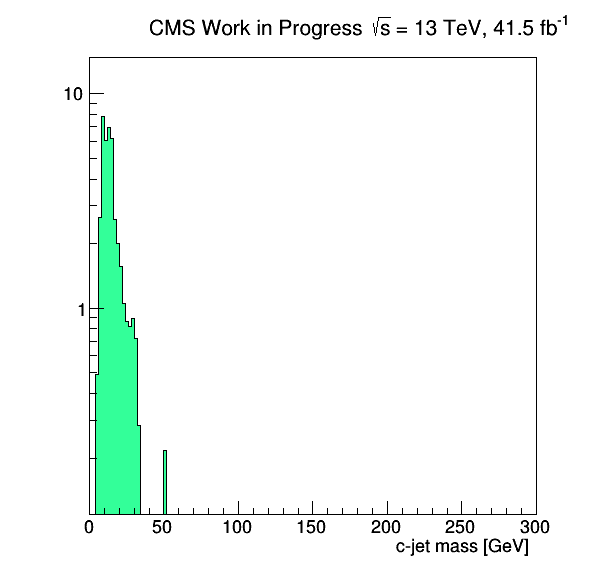 CMS Work in Progress √s = 13 TeV, 41.5 fb⁻¹
10
1
0 50 100 150 200 250 300
c-jet mass [GeV]